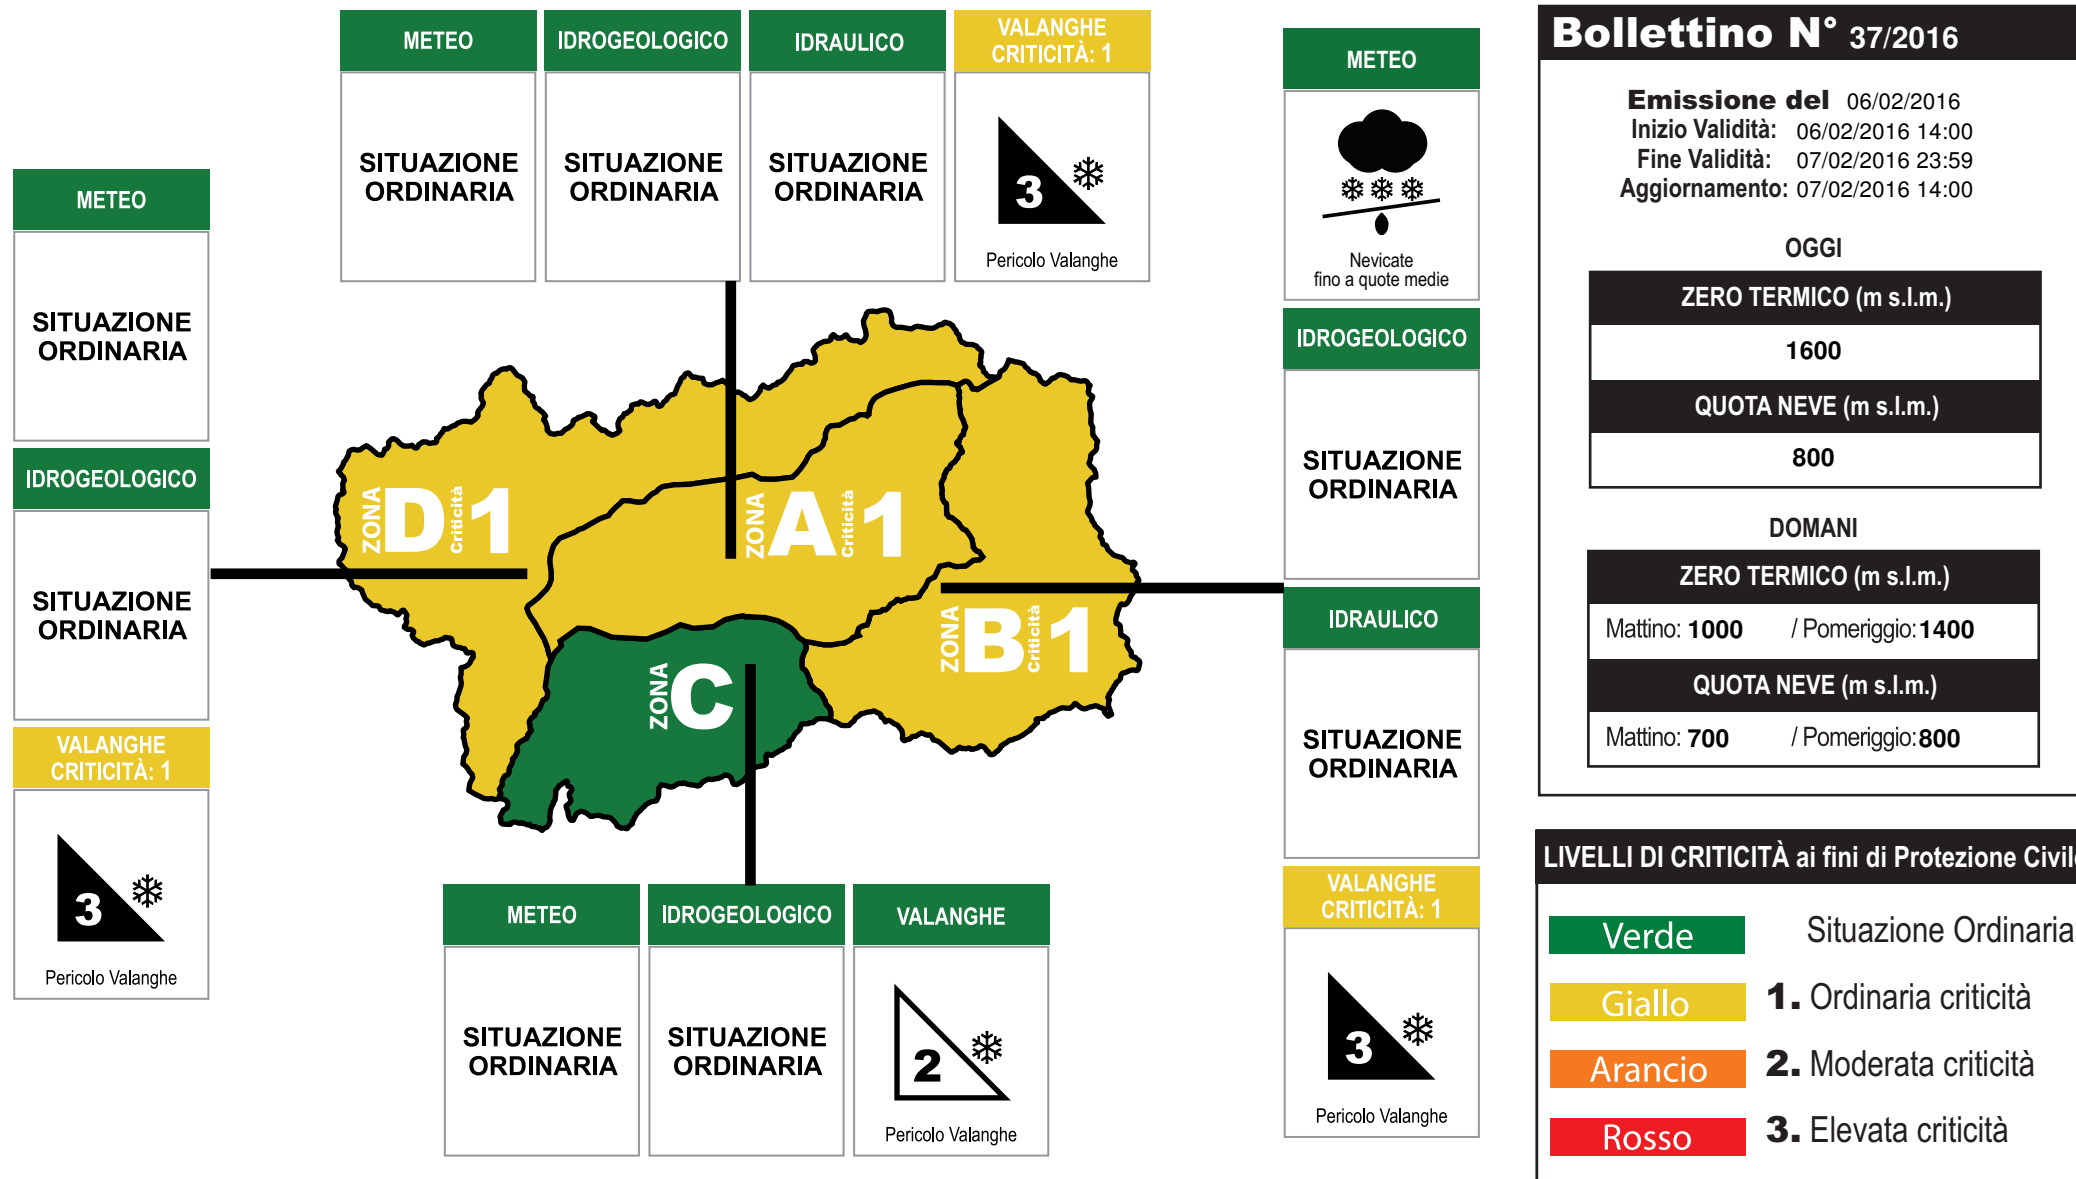 METEO
SITUAZIONE
ORDINARIA
IDROGEOLOGICO
SITUAZIONE
ORDINARIA
VALANGHE
CRITICITÀ: 1
3
Pericolo Valanghe
METEO
SITUAZIONE
ORDINARIA
IDROGEOLOGICO
SITUAZIONE
ORDINARIA
IDRAULICO
SITUAZIONE
ORDINARIA
VALANGHE
CRITICITÀ: 1
3
Pericolo Valanghe
ZONA D Criticità 1
ZONA A Criticità 1
ZONA B Criticità 1
ZONA C
METEO
SITUAZIONE
ORDINARIA
IDROGEOLOGICO
SITUAZIONE
ORDINARIA
VALANGHE
2
Pericolo Valanghe
METEO
Nevicate
fino a quote medie
IDROGEOLOGICO
SITUAZIONE
ORDINARIA
IDRAULICO
SITUAZIONE
ORDINARIA
VALANGHE
CRITICITÀ: 1
3
Pericolo Valanghe
Bollettino N° 37/2016
Emissione del 06/02/2016
Inizio Validità: 06/02/2016 14:00
Fine Validità: 07/02/2016 23:59
Aggiornamento: 07/02/2016 14:00
OGGI
ZERO TERMICO (m s.l.m.)
1600
QUOTA NEVE (m s.l.m.)
800
DOMANI
ZERO TERMICO (m s.l.m.)
Mattino: 1000 / Pomeriggio: 1400
QUOTA NEVE (m s.l.m.)
Mattino: 700 / Pomeriggio: 800
LIVELLI DI CRITICITÀ ai fini di Protezione Civile
Verde Situazione Ordinaria
Giallo 1. Ordinaria criticità
Arancio 2. Moderata criticità
Rosso 3. Elevata criticità